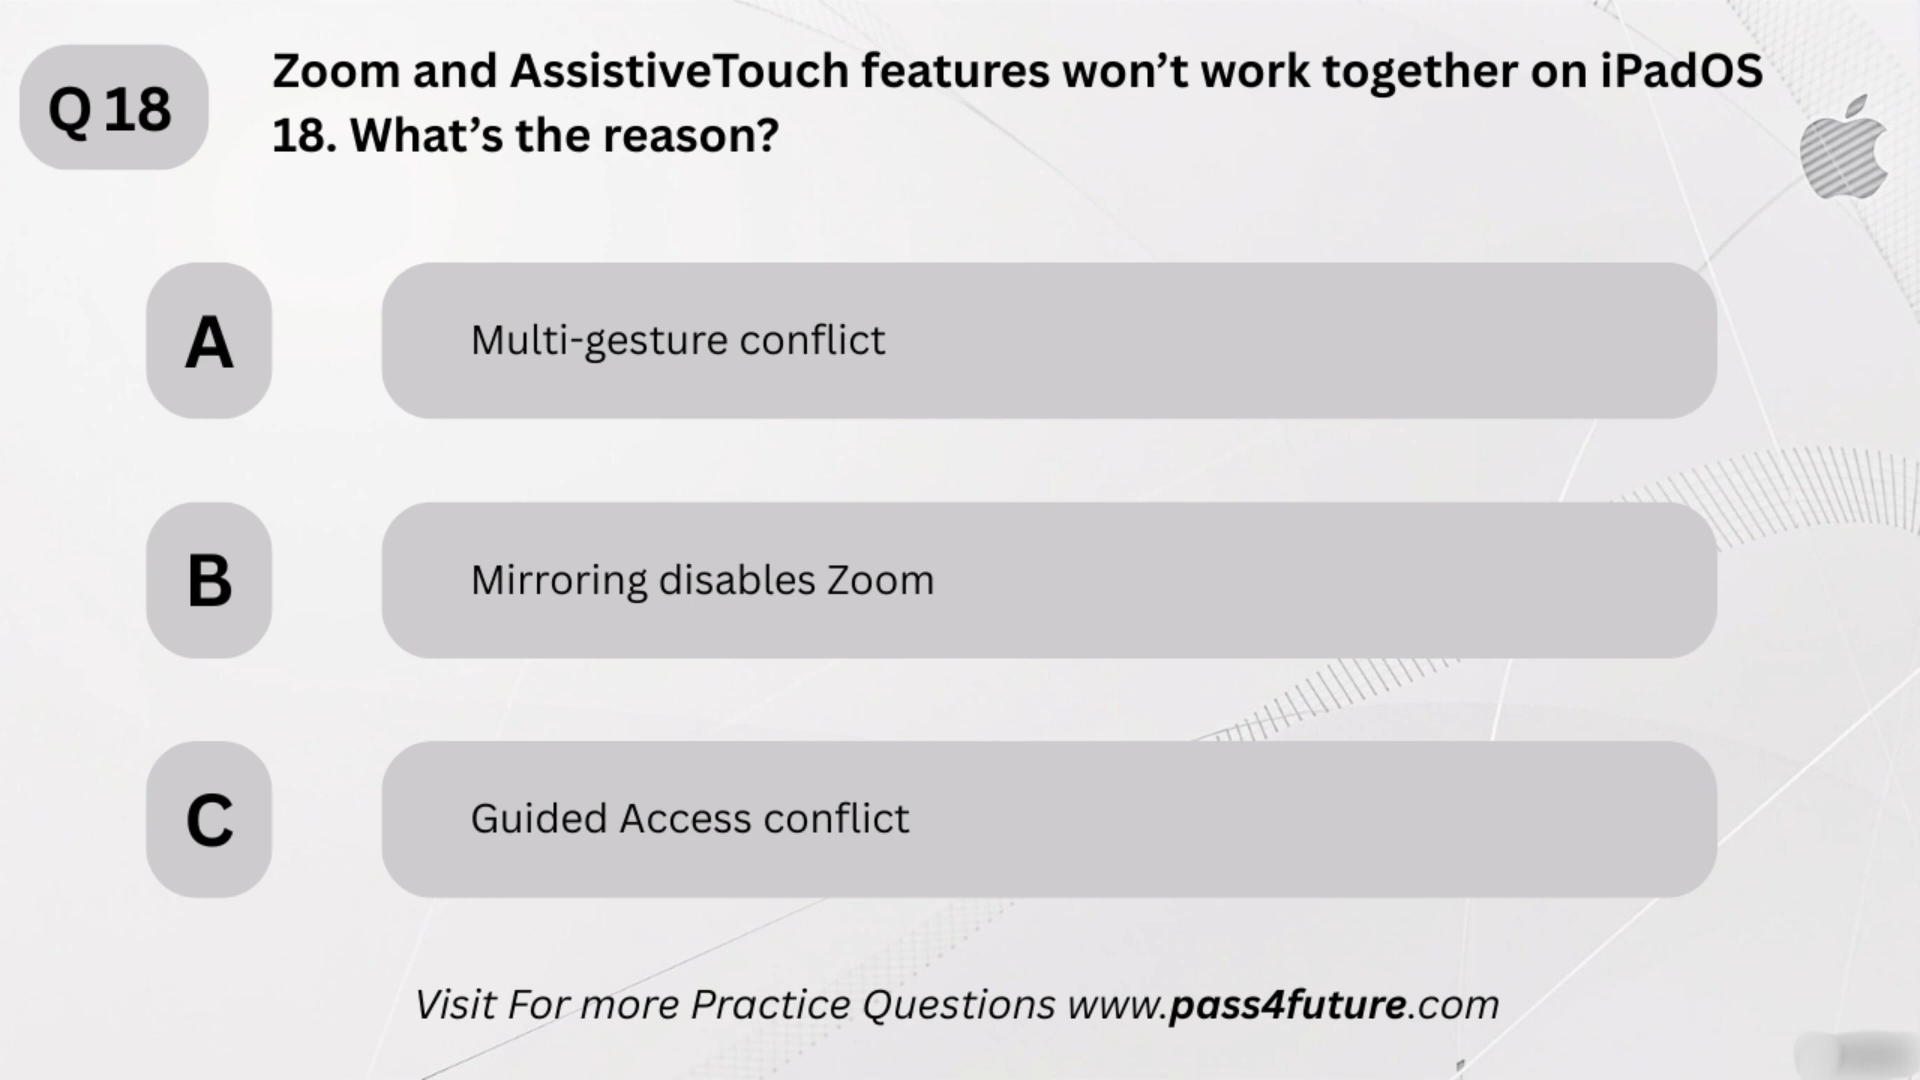 Q 18
Zoom and AssistiveTouch features won’t work together on iPadOS
18. What’s the reason?
A
Multi-gesture conflict
B
Mirroring disables Zoom
C
Guided Access conflict
Visit For more Practice Questions www.pass4future.com